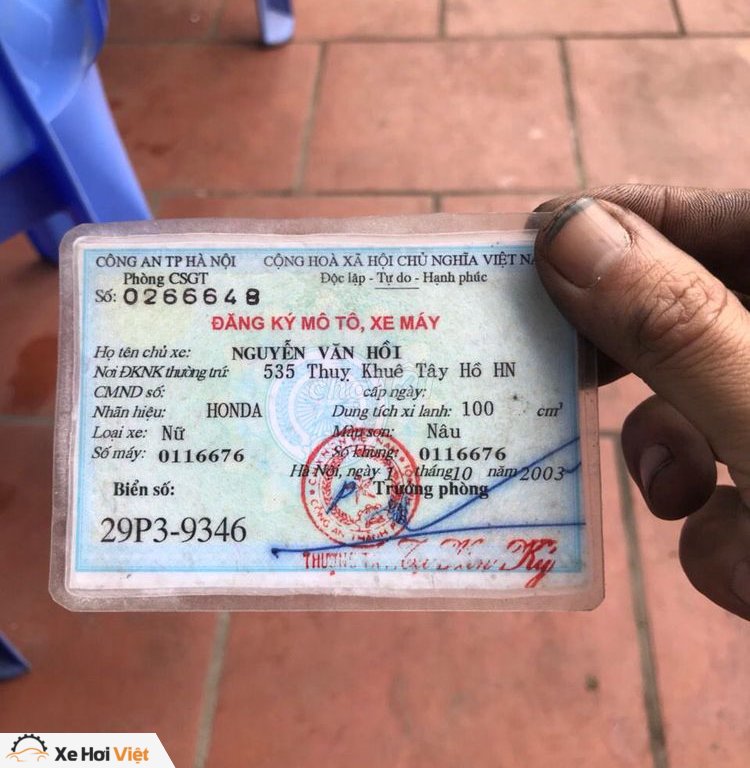 CÔNG AN TP HÀ NỘI CỘNG HOÀ XÃ HỘI CHỦ NGHĨA VIỆT NA
Phòng CSGT Độc lập - Tự do - Hạnh phúc
Số: 0266648
ĐĂNG KÝ MÔ TÔ, XE MÁY
Họ tên chủ xe: NGUYỄN VĂN HỒI
Nơi ĐKNK thường trú 535 Thuỵ Khuê Tây Hồ HN
CMND số: cấp ngày:
Nhãn hiệu: HONDA Dung tích xi lanh: 100 cm³
Loại xe: Nữ Màu sơn: Nâu
Số máy: 0116676 Số khung: 0116676
Hà Nội, ngày tháng 10 năm 2003
Biển số: Trưởng phòng
29P3-9346
Xe Hơi Việt